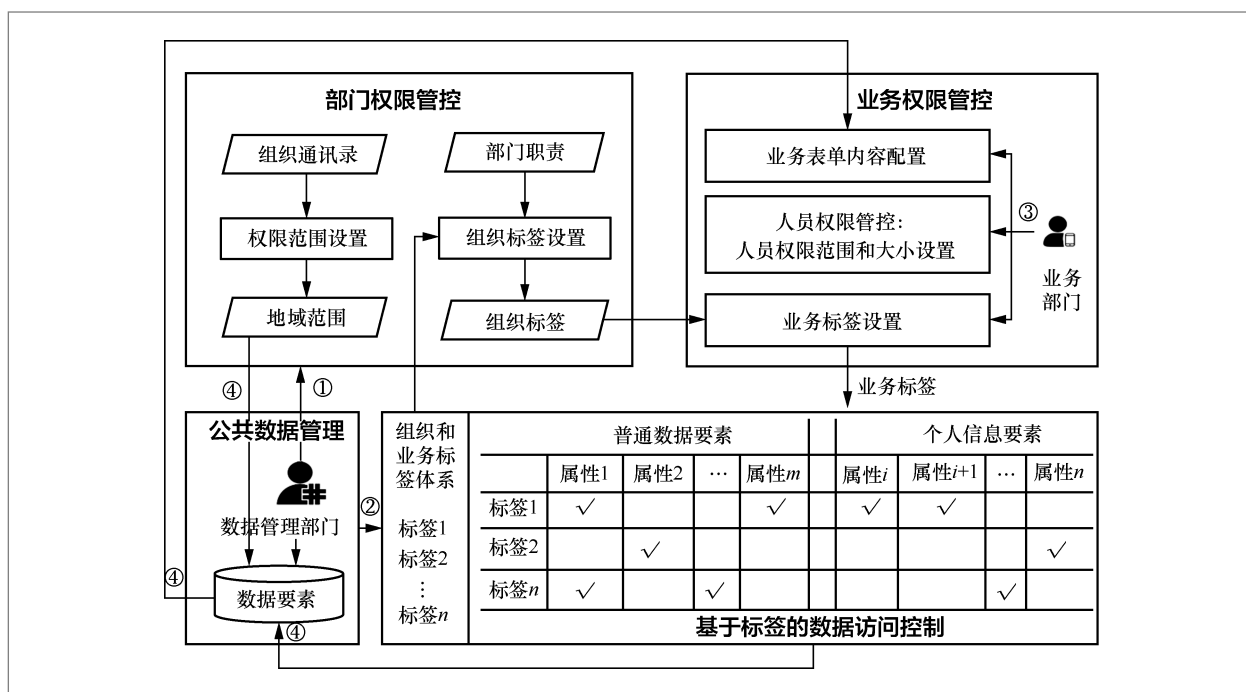 部门权限管控
组织通讯录
部门职责
权限范围设置
组织标签设置
地域范围
组织标签
业务权限管控
业务表单内容配置
人员权限管控：
人员权限范围和大小设置
业务标签设置
③
业务
部门
④
①
业务标签
公共数据管理
数据管理部门
②
数据要素
④
④
组织和
业务标
签体系
标签1
标签2
⋮
标签n
普通数据要素 个人信息要素
属性1 属性2 … 属性m 属性i 属性i+1 … 属性n
标签1 √ √ √ √
标签2 √ √
标签n √ √ √
基于标签的数据访问控制